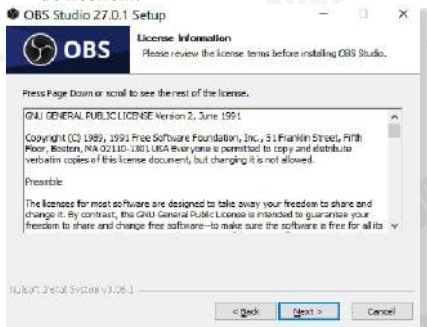 OBS Studio 27.0.1 Setup
OBS
License Information
Please review the license terms before installing OBS Studio.
Press Page Down or scroll to see the rest of the license.
GNU GENERAL PUBLIC LICENSE Version 2, June 1991
Copyright (C) 1989, 1991 Free Software Foundation, Inc., 51 Franklin Street, Fifth
Floor, Boston, MA 02110-1301 USA Everyone is permitted to copy and distribute
verbatim copies of this license document, but changing it is not allowed.
Preamble
The licenses for most software are designed to take away your freedom to share and
change it. By contrast, the GNU General Public License is intended to guarantee your
freedom to share and change free software--to make sure the software is free for all its
Nullsoft Install System v3.06.1
< Back
Next >
Cancel